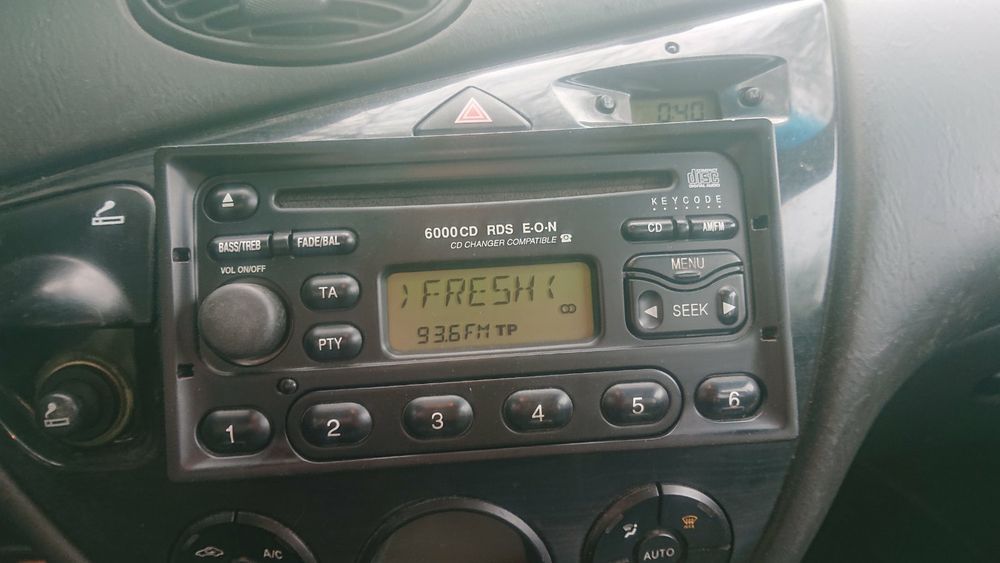 0:40
disc
KEYCODE
6000CD RDS E·O·N
CD CHANGER COMPATIBLE
CD
AM/FM
BASS/TREB
FADE/BAL
VOL ON/OFF
TA
PTY
MENU
SEEK
)FRESH(
93.6FM TP
1
2
3
4
5
6
A/C
AUTO